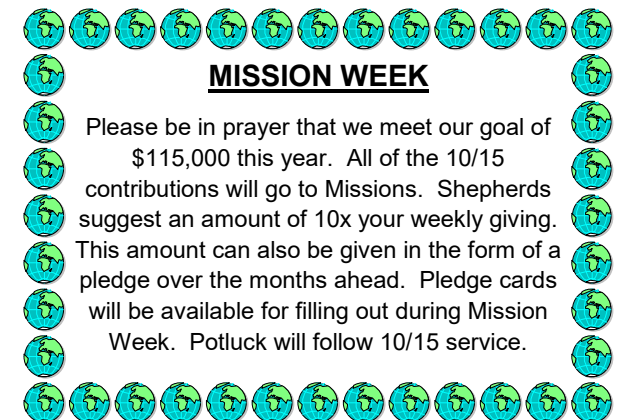 MISSION WEEK
Please be in prayer that we meet our goal of
$115,000 this year.  All of the 10/15
contributions will go to Missions.  Shepherds
suggest an amount of 10x your weekly giving.
This amount can also be given in the form of a
pledge over the months ahead.  Pledge cards
will be available for filling out during Mission
Week.  Potluck will follow 10/15 service.